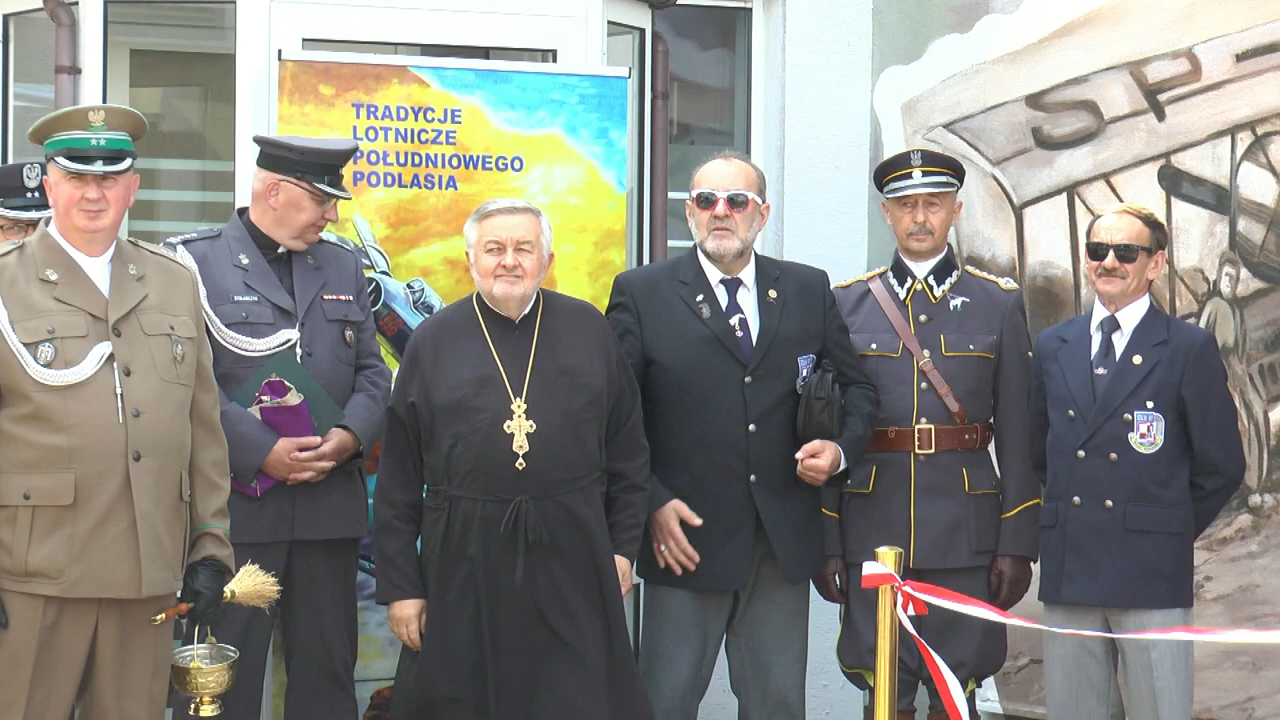 TRADYCJE
LOTNICZE
POŁUDNIOWEGO
PODLASIA
SP-